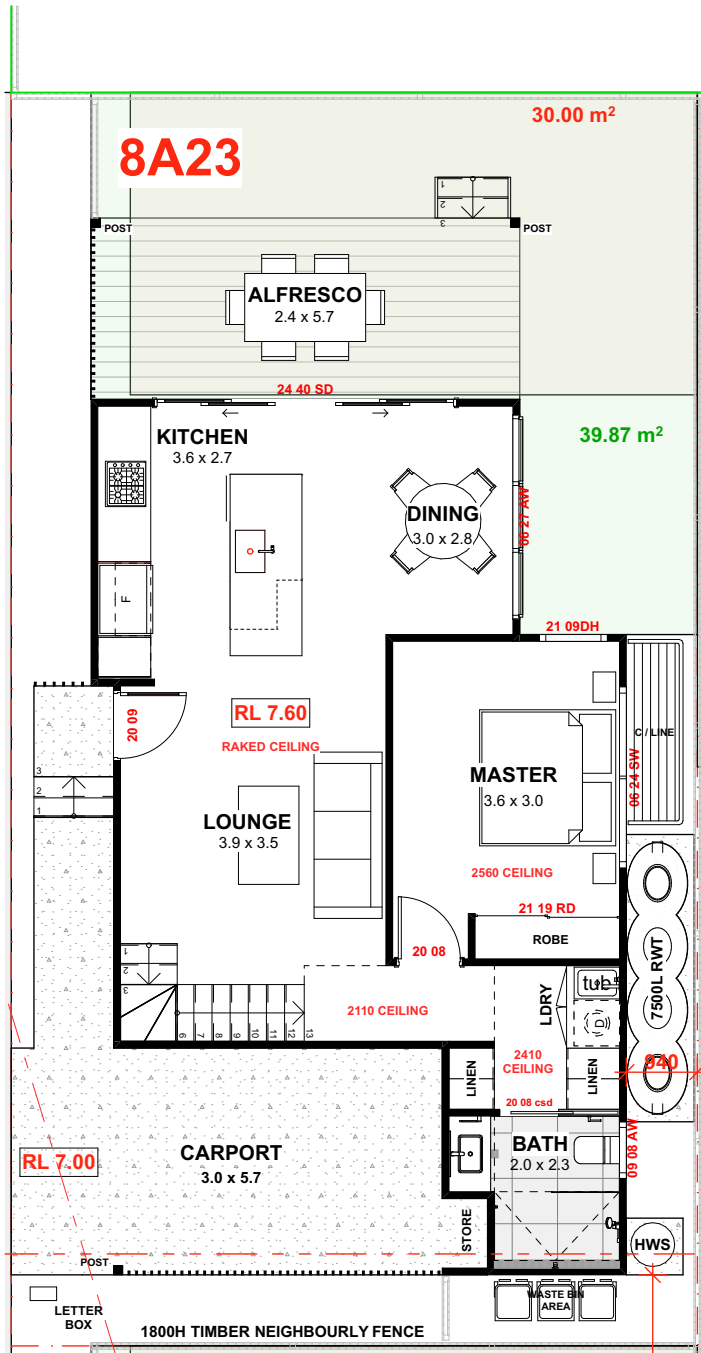 30.00 m²
8A23
1
2
3
POST
POST
ALFRESCO
2.4 x 5.7
24 40 SD
KITCHEN
3.6 x 2.7
39.87 m²
DINING
3.0 x 2.8
06 27 AW
F
21 09DH
20 09
RL 7.60
RAKED CEILING
C / LINE
06 24 SW
MASTER
3.6 x 3.0
3
2
1
LOUNGE
3.9 x 3.5
2560 CEILING
21 19 RD
ROBE
20 08
7500L RWT
1
2
3
6
7
8
9
10
11
12
13
2110 CEILING
LDRY
tub
D
2410
CEILING
LINEN
LINEN
940
20 08 csd
CARPORT
3.0 x 5.7
RL 7.00
BATH
2.0 x 2.3
09 08 AW
STORE
HWS
POST
LETTER
BOX
WASTE BIN
AREA
1800H TIMBER NEIGHBOURLY FENCE